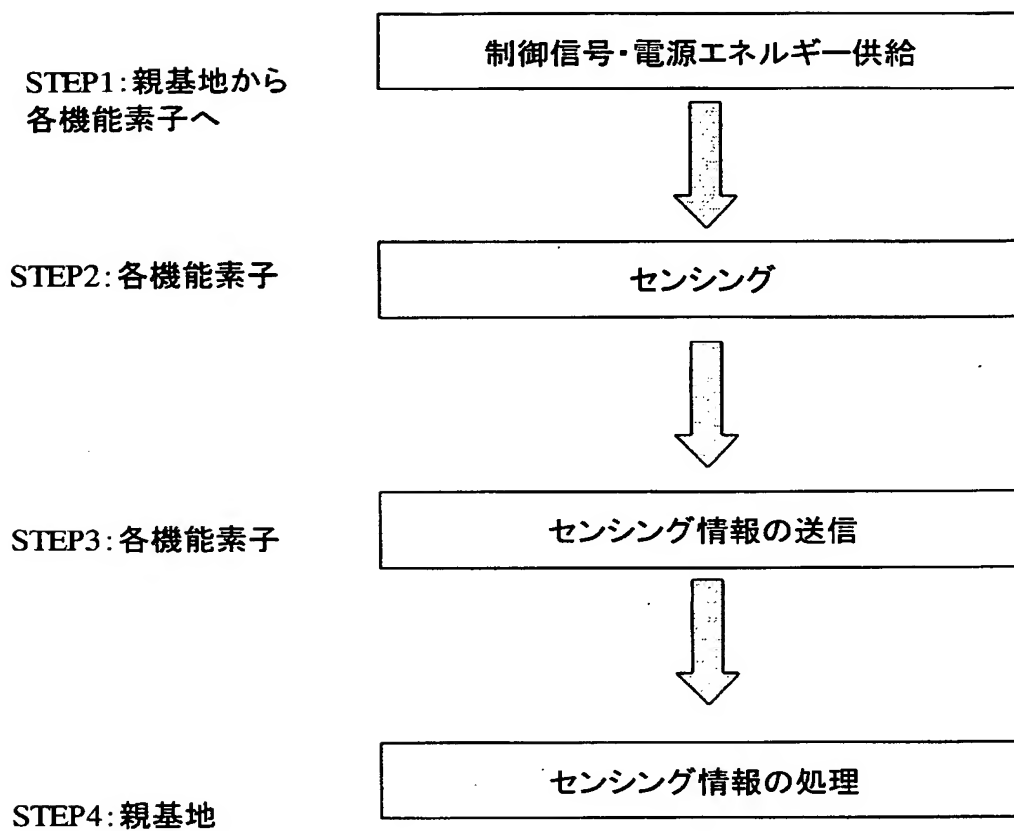 制御信号・電源エネルギー供給
STEP1:親基地から
各機能素子へ
STEP2:各機能素子
センシング
STEP3:各機能素子
センシング情報の送信
センシング情報の処理
STEP4:親基地